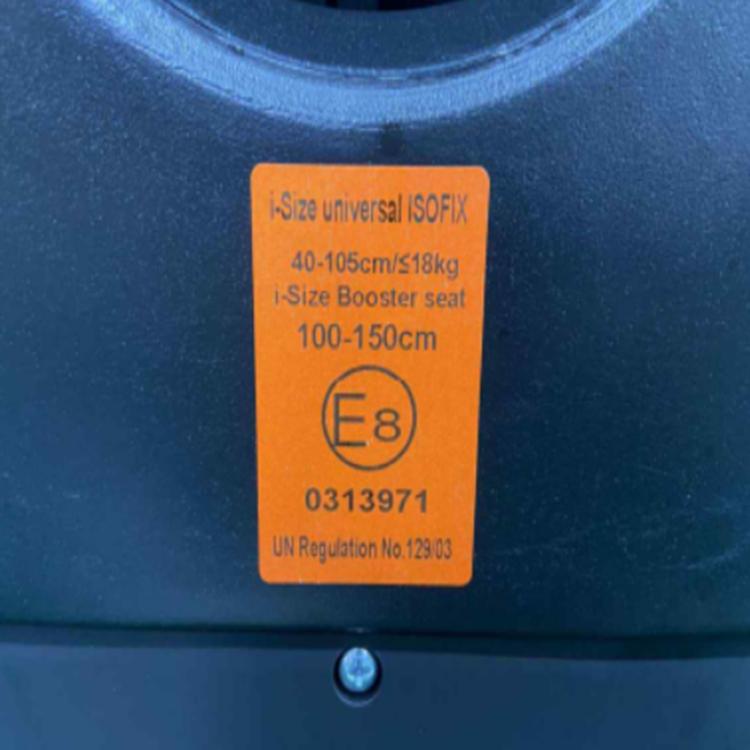 i-Size universal ISOFIX
40-105cm/≤18kg
i-Size Booster seat
100-150cm
E8
0313971
UN Regulation No.129/03